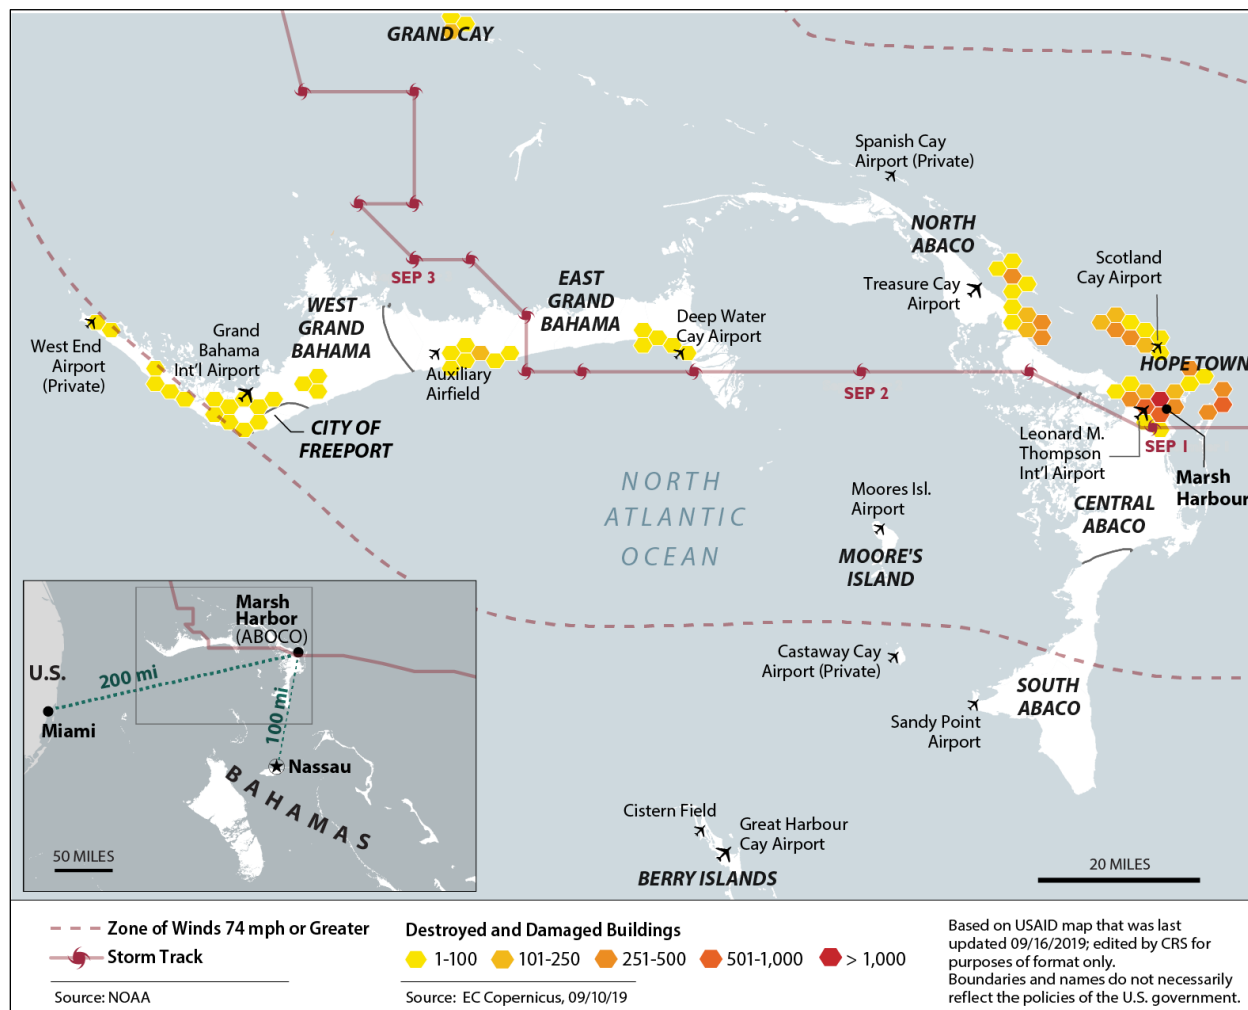 GRAND CAY
Spanish Cay
Airport (Private)
NORTH
ABACO
Scotland
Cay Airport
Treasure Cay
Airport
SEP 3
EAST
GRAND
BAHAMA
WEST
GRAND
BAHAMA
Deep Water
Cay Airport
Grand
Bahama
Int'l Airport
West End
Airport
(Private)
Auxiliary
Airfield
HOPE TOWN
SEP 2
CITY OF
FREEPORT
Leonard M.
Thompson
Int'l Airport
SEP 1
Marsh
Harbour
NORTH
ATLANTIC
OCEAN
Moores Isl.
Airport
CENTRAL
ABACO
MOORE'S
ISLAND
Castaway Cay
Airport (Private)
SOUTH
ABACO
Sandy Point
Airport
Cistern Field
Great Harbour
Cay Airport
BERRY ISLANDS
20 MILES
Marsh
Harbor
(ABOCO)
U.S.
200 mi
100 mi
Miami
Nassau
BAHAMAS
50 MILES
Zone of Winds 74 mph or Greater
Storm Track
Source: NOAA
Destroyed and Damaged Buildings
1-100
101-250
251-500
501-1,000
> 1,000
Source: EC Copernicus, 09/10/19
Based on USAID map that was last
updated 09/16/2019; edited by CRS for
purposes of format only.
Boundaries and names do not necessarily
reflect the policies of the U.S. government.